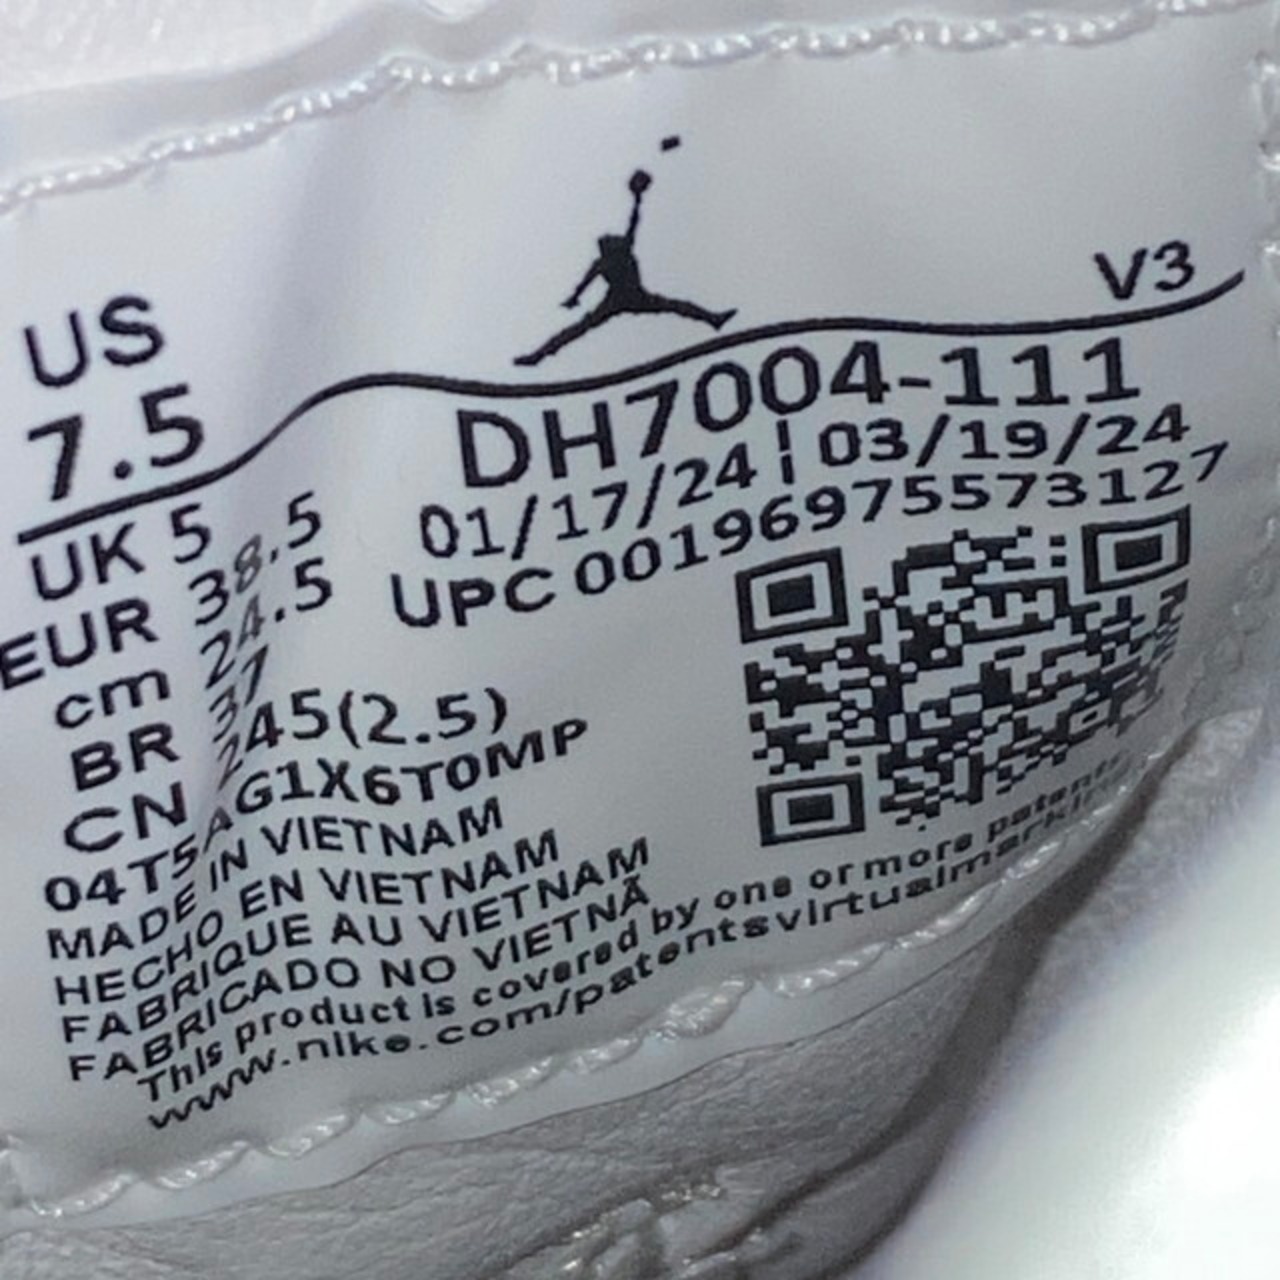 US
7.5
V3
DH7004-111
01/17/24 | 03/19/24
UPC 00196975573127
UK 5
EUR 38.5
cm 24.5
BR 37
CN 245(2.5)
04T5AG1X6T0MP
MADE IN VIETNAM
HECHO EN VIETNAM
FABRIQUE AU VIETNAM
FABRICADO NO VIETNÃ
This product is covered by one or more patents
www.nike.com/patentsvirtualmarking